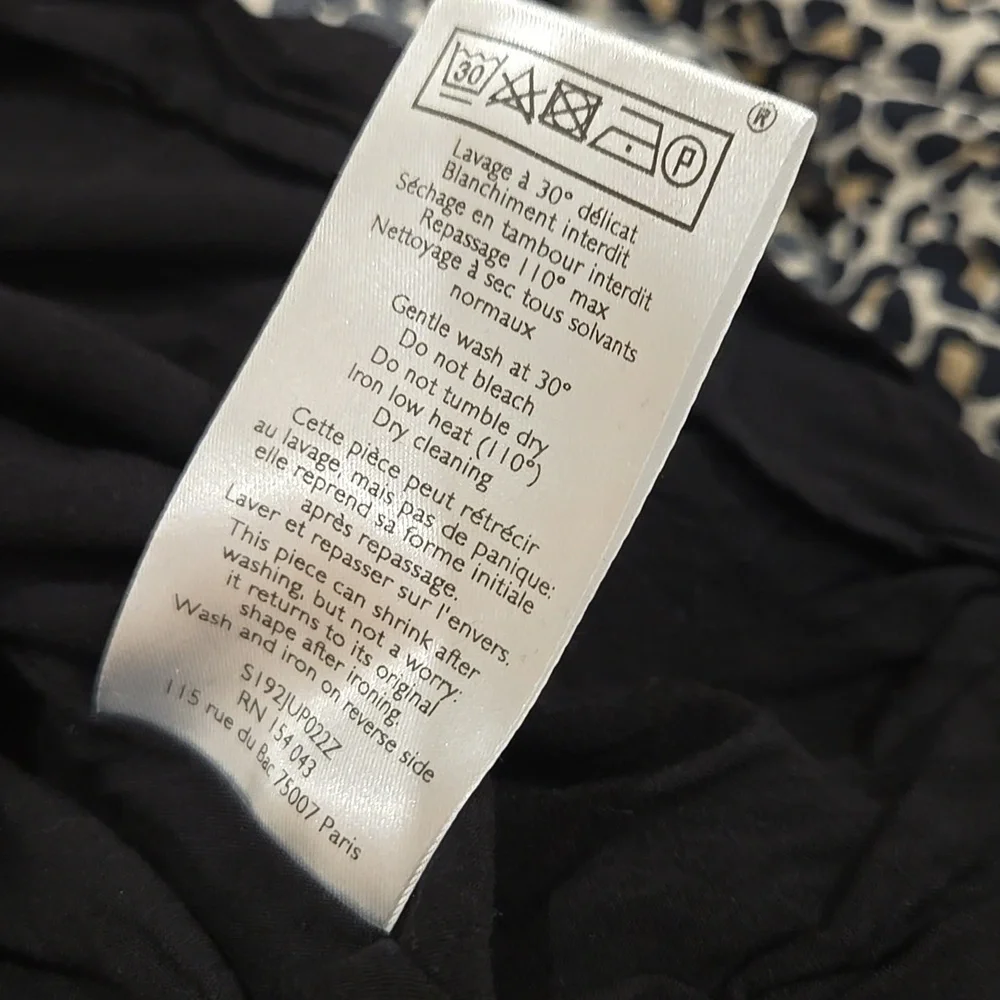 30
P
®
Lavage à 30° délicat
Blanchiment interdit
Séchage en tambour interdit
Repassage 110° max
Nettoyage à sec tous solvants
normaux
Gentle wash at 30°
Do not bleach
Do not tumble dry
Iron low heat (110°)
Dry cleaning
Cette pièce peut rétrécir
au lavage, mais pas de panique:
elle reprend sa forme initiale
après repassage.
Laver et repasser sur l'envers.
This piece can shrink after
washing, but not a worry:
it returns to its original
shape after ironing.
Wash and iron on reverse side
S192JUP022Z
RN 154 043
115 rue du Bac 75007 Paris